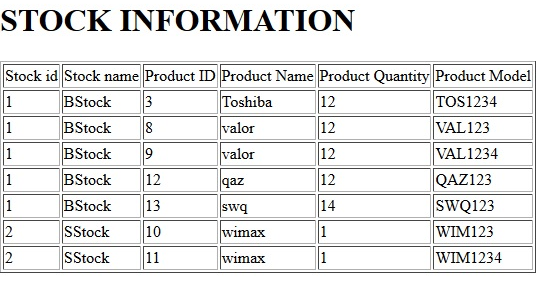 STOCK INFORMATION
Stock id Stock name Product ID Product Name Product Quantity Product Model
1 BStock 3 Toshiba 12 TOS1234
1 BStock 8 valor 12 VAL123
1 BStock 9 valor 12 VAL1234
1 BStock 12 qaz 12 QAZ123
1 BStock 13 swq 14 SWQ123
2 SStock 10 wimax 1 WIM123
2 SStock 11 wimax 1 WIM1234